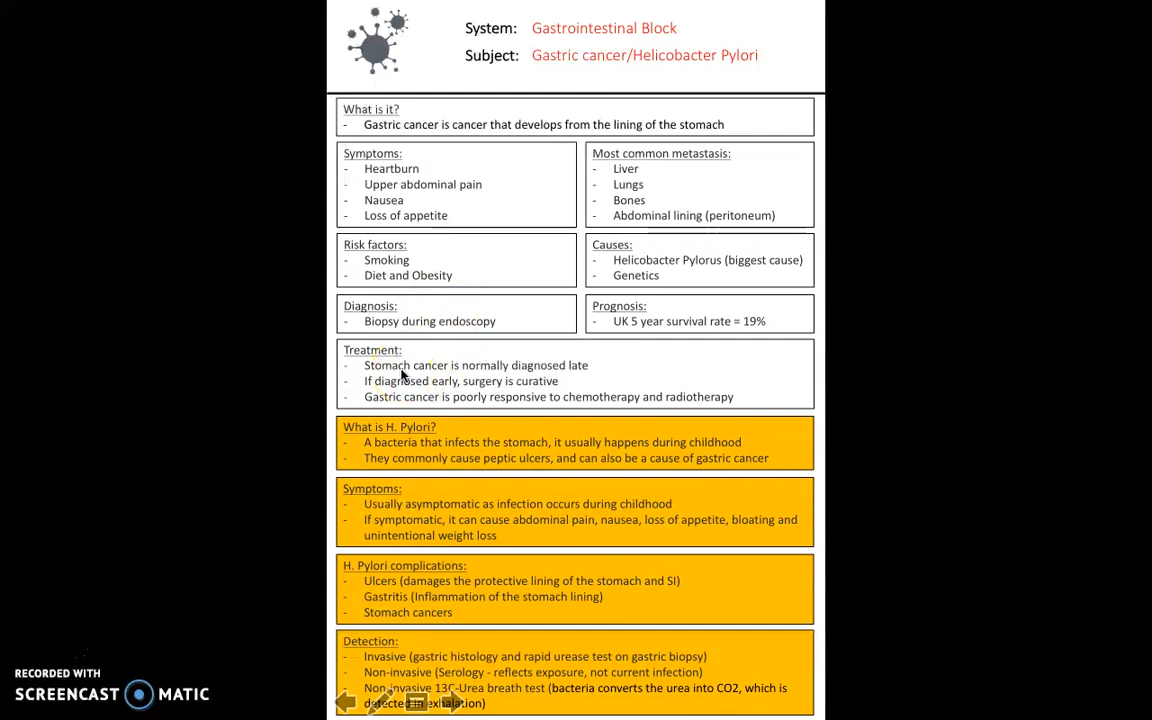 System: Gastrointestinal Block
Subject: Gastric cancer/Helicobacter Pylori
What is it?
- Gastric cancer is cancer that develops from the lining of the stomach
Symptoms:
- Heartburn
- Upper abdominal pain
- Nausea
- Loss of appetite
Most common metastasis:
- Liver
- Lungs
- Bones
- Abdominal lining (peritoneum)
Risk factors:
- Smoking
- Diet and Obesity
Causes:
- Helicobacter Pylorus (biggest cause)
- Genetics
Diagnosis:
- Biopsy during endoscopy
Prognosis:
- UK 5 year survival rate = 19%
Treatment:
- Stomach cancer is normally diagnosed late
- If diagnosed early, surgery is curative
- Gastric cancer is poorly responsive to chemotherapy and radiotherapy
What is H. Pylori?
- A bacteria that infects the stomach, it usually happens during childhood
- They commonly cause peptic ulcers, and can also be a cause of gastric cancer
Symptoms:
- Usually asymptomatic as infection occurs during childhood
- If symptomatic, it can cause abdominal pain, nausea, loss of appetite, bloating and
unintentional weight loss
H. Pylori complications:
- Ulcers (damages the protective lining of the stomach and SI)
- Gastritis (Inflammation of the stomach lining)
- Stomach cancers
Detection:
- Invasive (gastric histology and rapid urease test on gastric biopsy)
- Non-invasive (Serology - reflects exposure, not current infection)
- Non-invasive 13C-Urea breath test (bacteria converts the urea into CO2, which is
detected in exhalation)
RECORDED WITH
SCREENCAST MATIC